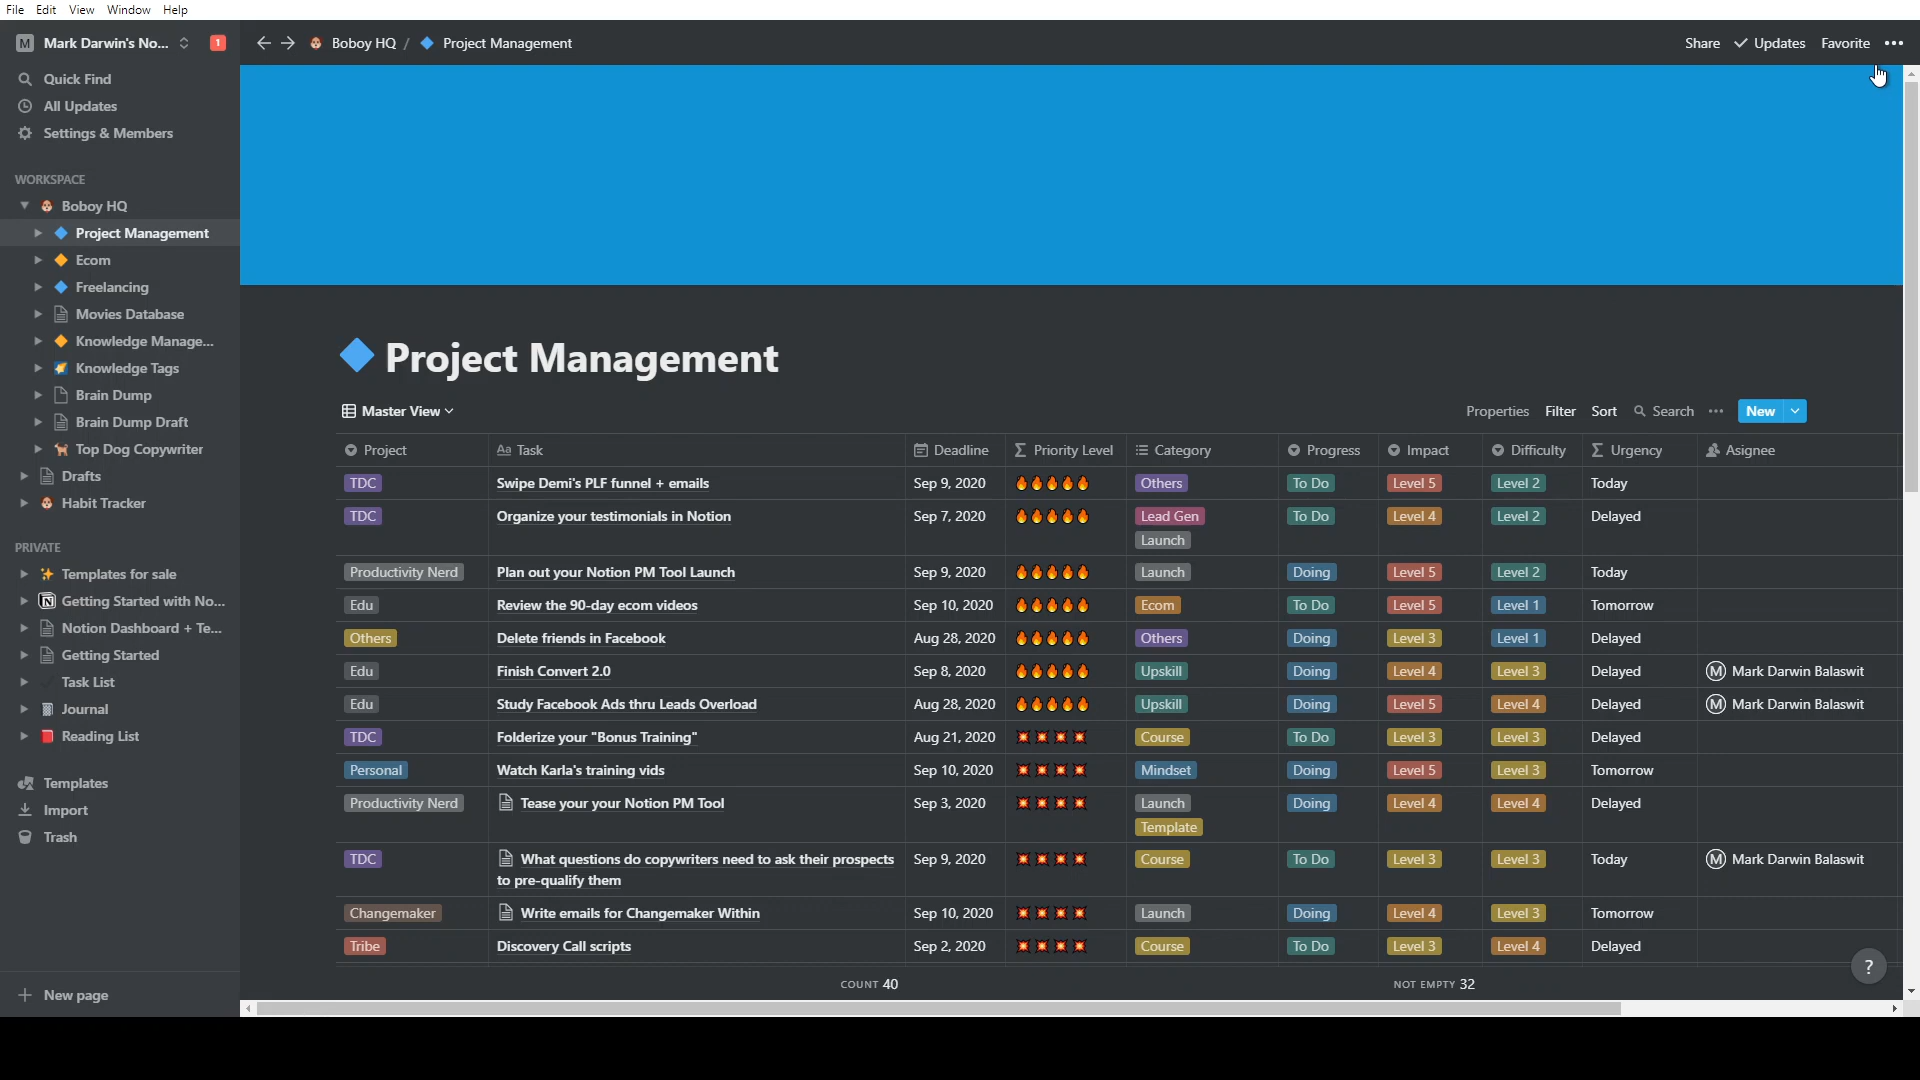 File Edit View Window Help
M Mark Darwin's No... 1
Boboy HQ / Project Management
Share Updates Favorite
Quick Find
All Updates
Settings & Members
WORKSPACE
Boboy HQ
Project Management
Ecom
Freelancing
Movies Database
Knowledge Manage...
Knowledge Tags
Brain Dump
Brain Dump Draft
Top Dog Copywriter
Drafts
Habit Tracker
PRIVATE
Templates for sale
Getting Started with No...
Notion Dashboard + Te...
Getting Started
Task List
Journal
Reading List
Templates
Import
Trash
New page
Project Management
Master View
Properties Filter Sort Search New
Project Aa Task Deadline Σ Priority Level Category Progress Impact Difficulty Σ Urgency Asignee
TDC Swipe Demi's PLF funnel + emails Sep 9, 2020 Others To Do Level 5 Level 2 Today
TDC Organize your testimonials in Notion Sep 7, 2020 Lead Gen To Do Level 4 Level 2 Delayed
Launch
Productivity Nerd Plan out your Notion PM Tool Launch Sep 9, 2020 Launch Doing Level 5 Level 2 Today
Edu Review the 90-day ecom videos Sep 10, 2020 Ecom To Do Level 5 Level 1 Tomorrow
Others Delete friends in Facebook Aug 28, 2020 Others Doing Level 3 Level 1 Delayed
Edu Finish Convert 2.0 Sep 8, 2020 Upskill Doing Level 4 Level 3 Delayed M Mark Darwin Balaswit
Edu Study Facebook Ads thru Leads Overload Aug 28, 2020 Upskill Doing Level 5 Level 4 Delayed M Mark Darwin Balaswit
TDC Folderize your "Bonus Training" Aug 21, 2020 Course To Do Level 3 Level 3 Delayed
Personal Watch Karla's training vids Sep 10, 2020 Mindset Doing Level 5 Level 3 Tomorrow
Productivity Nerd Tease your your Notion PM Tool Sep 3, 2020 Launch Doing Level 4 Level 4 Delayed
Template
TDC What questions do copywriters need to ask their prospects Sep 9, 2020 Course To Do Level 3 Level 3 Today M Mark Darwin Balaswit
to pre-qualify them
Changemaker Write emails for Changemaker Within Sep 10, 2020 Launch Doing Level 4 Level 3 Tomorrow
Tribe Discovery Call scripts Sep 2, 2020 Course To Do Level 3 Level 4 Delayed
COUNT 40 NOT EMPTY 32
?